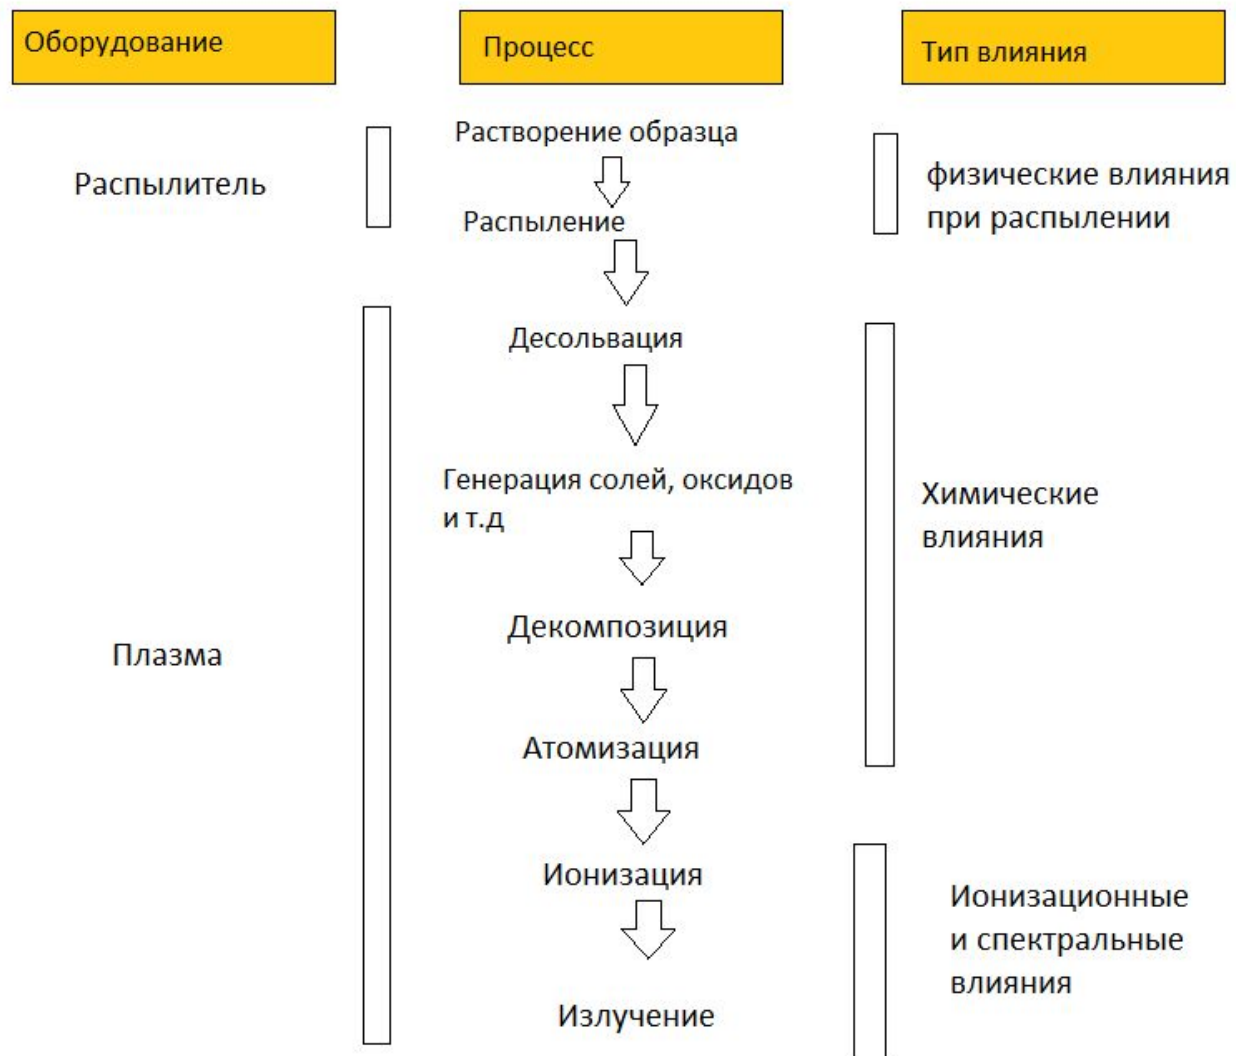 Оборудование
Процесс
Тип влияния
Растворение образца
Распылитель
физические влияния
при распылении
Распыление
Десольвация
Генерация солей, оксидов
и т.д
Химические
влияния
Декомпозиция
Плазма
Атомизация
Ионизация
Ионизационные
и спектральные
влияния
Излучение